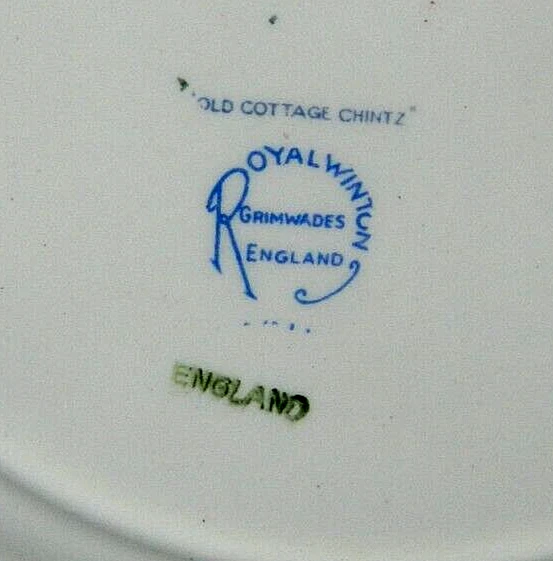 "OLD COTTAGE CHINTZ"
ROYAL WINTON
GRIMWADES
ENGLAND
ENGLAND